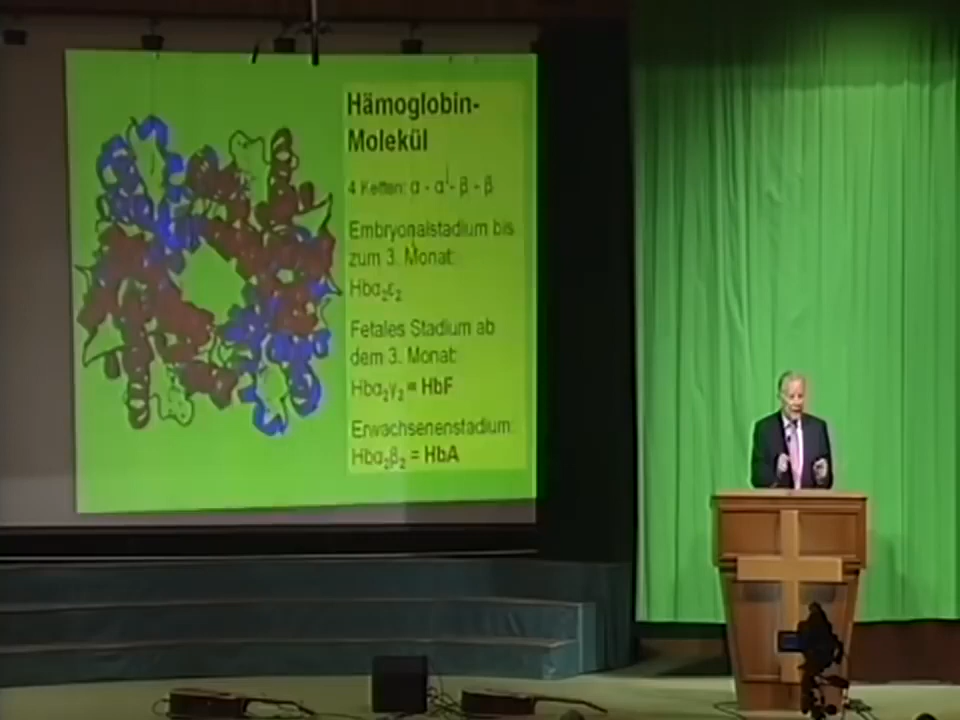 Hämoglobin-
Molekül
4 Ketten: α - α - β - β
Embryonalstadium bis
zum 3. Monat:
Hbα₂ε₂
Fetales Stadium ab
dem 3. Monat:
Hbα₂γ₂ = HbF
Erwachsenenstadium:
Hbα₂β₂ = HbA